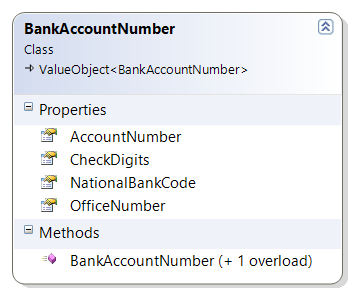 BankAccountNumber
Class
ValueObject<BankAccountNumber>
Properties
AccountNumber
CheckDigits
NationalBankCode
OfficeNumber
Methods
BankAccountNumber (+ 1 overload)